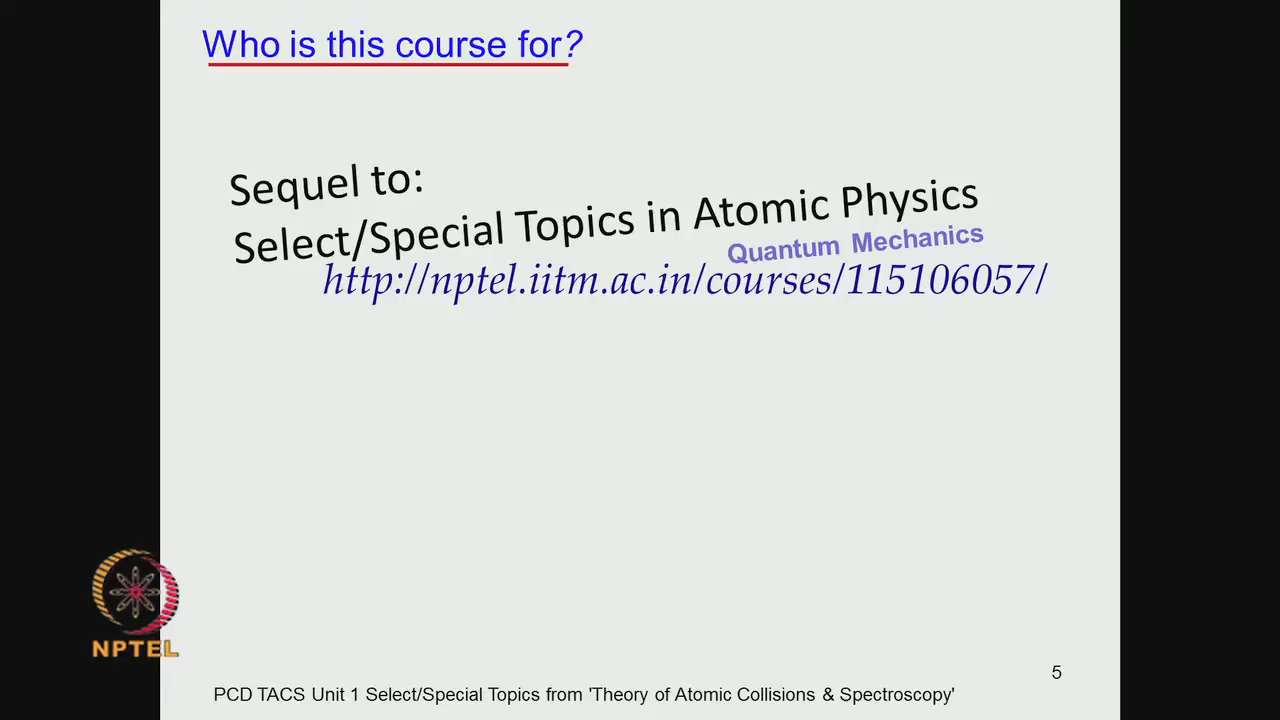 Who is this course for?
Sequel to:
Select/Special Topics in Atomic Physics
Quantum Mechanics
http://nptel.iitm.ac.in/courses/115106057/
NPTEL
5
PCD TACS Unit 1 Select/Special Topics from 'Theory of Atomic Collisions & Spectroscopy'